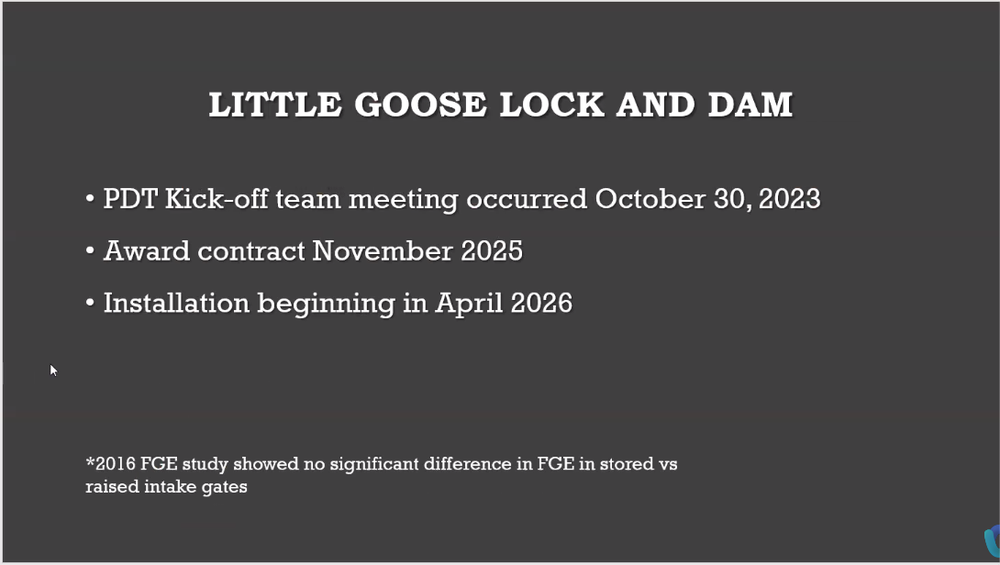 LITTLE GOOSE LOCK AND DAM
• PDT Kick-off team meeting occurred October 30, 2023
• Award contract November 2025
• Installation beginning in April 2026
*2016 FGE study showed no significant difference in FGE in stored vs
raised intake gates